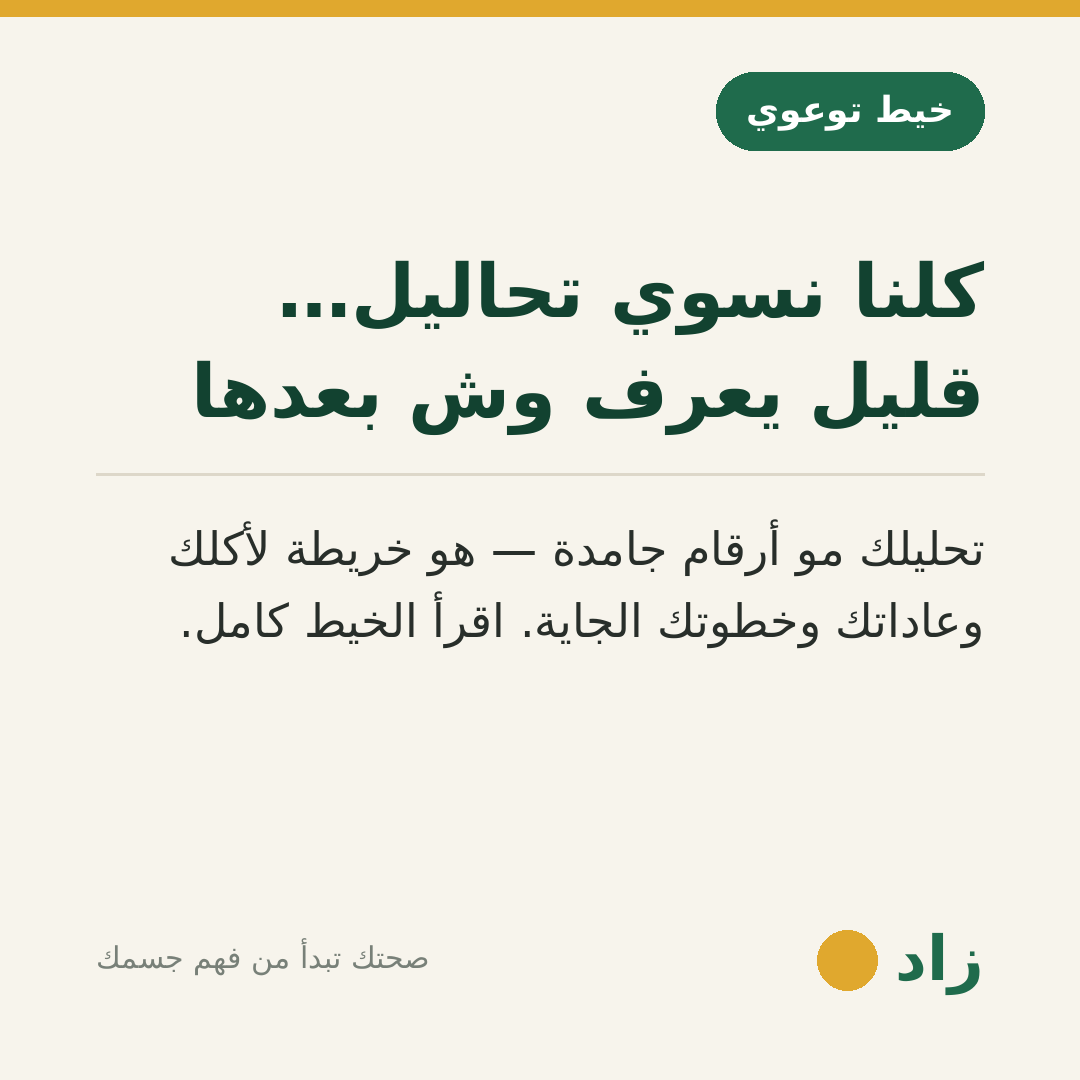 خيط توعوي
كلنا نسوي تحاليل...
قليل يعرف وش بعدها
تحليلك مو أرقام جامدة — هو خريطة لأكلك
وعاداتك وخطوتك الجاية. اقرأ الخيط كامل.
زاد
صحتك تبدأ من فهم جسمك